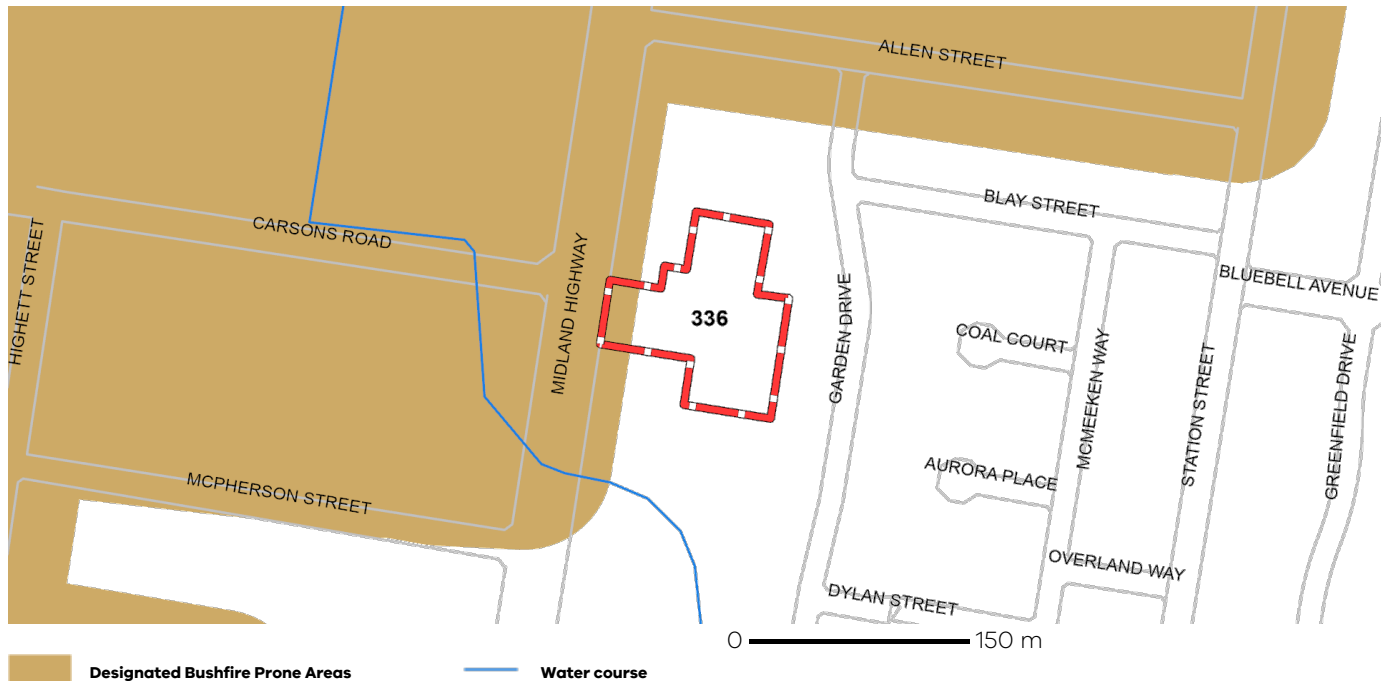 ALLEN STREET
BLAY STREET
CARSONS ROAD
HIGHETT STREET
MIDLAND HIGHWAY
BLUEBELL AVENUE
336
GARDEN DRIVE
COAL COURT
MCMEEKEN WAY
STATION STREET
GREENFIELD DRIVE
AURORA PLACE
MCPHERSON STREET
OVERLAND WAY
DYLAN STREET
0 150 m
Designated Bushfire Prone Areas
Water course